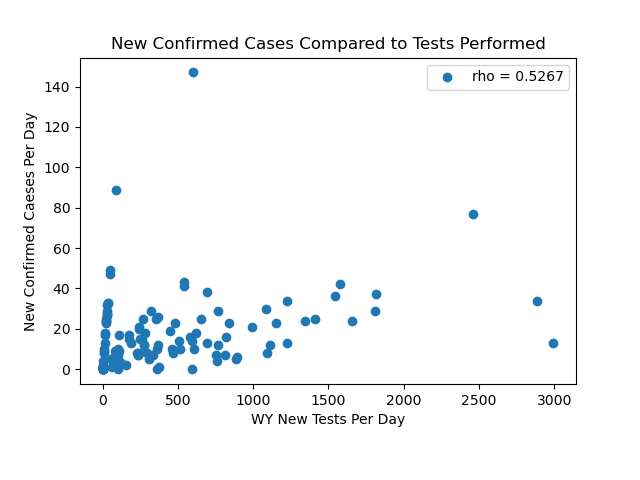 New Confirmed Cases Compared to Tests Performed
rho = 0.5267
New Confirmed Caeses Per Day
140
120
100
80
60
40
20
0
0 500 1000 1500 2000 2500 3000
WY New Tests Per Day